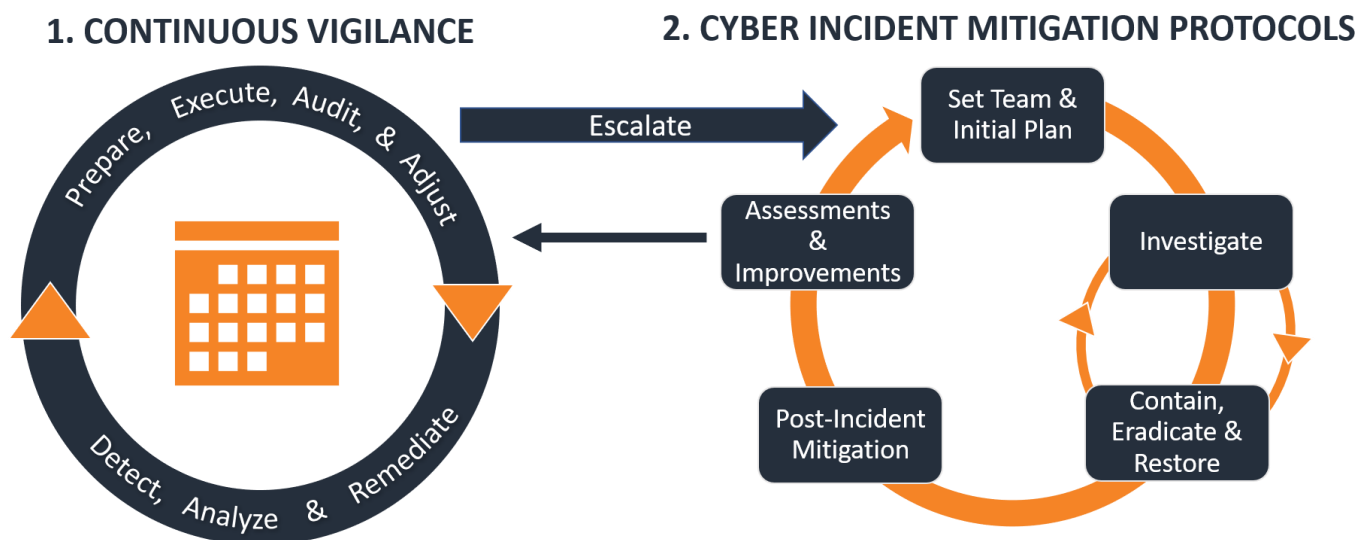 1. CONTINUOUS VIGILANCE
Prepare, Execute, Audit, & Adjust
Detect, Analyze & Remediate
Escalate
2. CYBER INCIDENT MITIGATION PROTOCOLS
Set Team &
Initial Plan
Investigate
Contain,
Eradicate &
Restore
Post-Incident
Mitigation
Assessments
&
Improvements